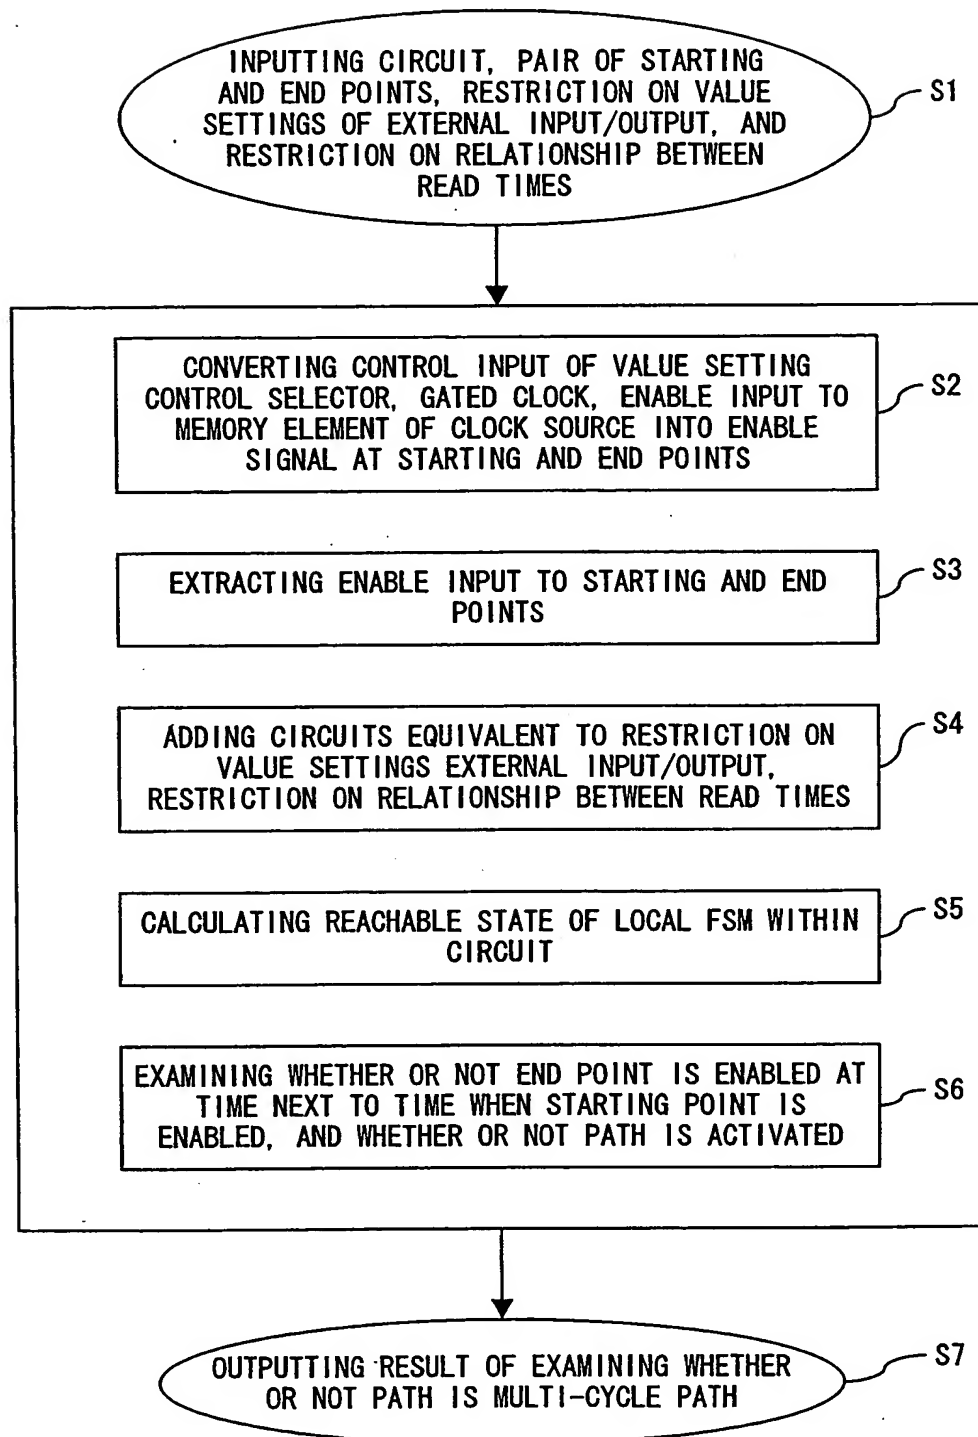 INPUTTING CIRCUIT, PAIR OF STARTING
AND END POINTS, RESTRICTION ON VALUE
SETTINGS OF EXTERNAL INPUT/OUTPUT, AND
RESTRICTION ON RELATIONSHIP BETWEEN
READ TIMES
S1
CONVERTING CONTROL INPUT OF VALUE SETTING
CONTROL SELECTOR, GATED CLOCK, ENABLE INPUT TO
MEMORY ELEMENT OF CLOCK SOURCE INTO ENABLE
SIGNAL AT STARTING AND END POINTS
S2
EXTRACTING ENABLE INPUT TO STARTING AND END
POINTS
S3
ADDING CIRCUITS EQUIVALENT TO RESTRICTION ON
VALUE SETTINGS EXTERNAL INPUT/OUTPUT,
RESTRICTION ON RELATIONSHIP BETWEEN READ TIMES
S4
CALCULATING REACHABLE STATE OF LOCAL FSM WITHIN
CIRCUIT
S5
EXAMINING WHETHER OR NOT END POINT IS ENABLED AT
TIME NEXT TO TIME WHEN STARTING POINT IS
ENABLED, AND WHETHER OR NOT PATH IS ACTIVATED
S6
OUTPUTTING RESULT OF EXAMINING WHETHER
OR NOT PATH IS MULTI-CYCLE PATH
S7